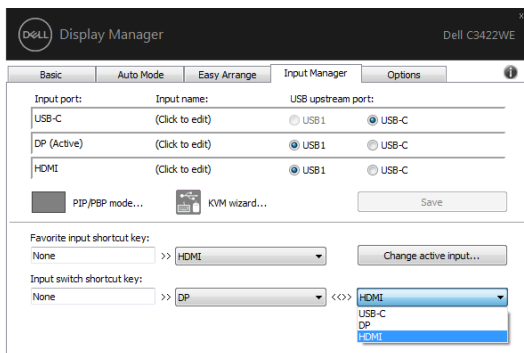 DELL Display Manager Dell C3422WE x
Basic Auto Mode Easy Arrange Input Manager Options i
Input port: Input name: USB upstream port:
USB-C (Click to edit) USB1 USB-C
DP (Active) (Click to edit) USB1 USB-C
HDMI (Click to edit) USB1 USB-C
PIP/PBP mode... KVM wizard... Save
Favorite input shortcut key:
None >> HDMI Change active input...
Input switch shortcut key:
None >> DP <<>> HDMI
USB-C
DP
HDMI